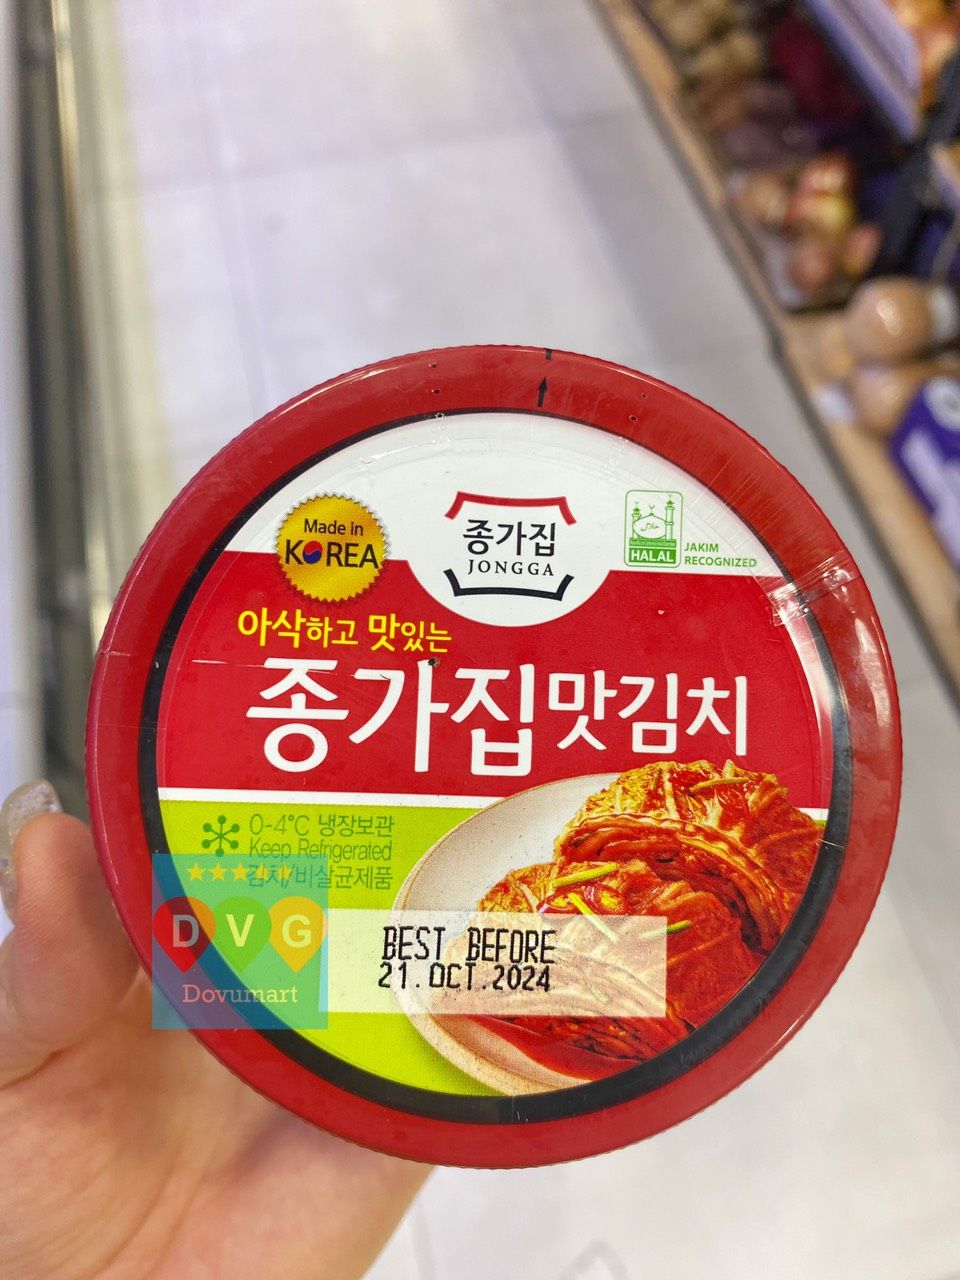 Made in
KOREA
종가집
JONGGA
HALAL
JAKIM
RECOGNIZED
아삭하고 맛있는
종가집맛김치
0-4°C 냉장보관
Keep Refrigerated
김치/비살균제품
DVG
Dovumart
BEST BEFORE
21.OCT.2024